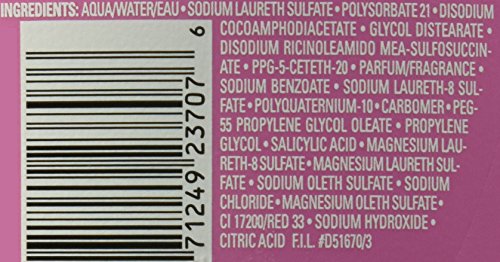 INGREDIENTS: AQUA/WATER/EAU • SODIUM LAURETH SULFATE • POLYSORBATE 21 • DISODIUM
COCOAMPHODIACETATE • GLYCOL DISTEARATE •
DISODIUM RICINOLEAMIDO MEA-SULFOSUCCIN-
ATE • PPG-5-CETETH-20 • PARFUM/FRAGRANCE
• SODIUM BENZOATE • SODIUM LAURETH-8 SUL-
FATE • POLYQUATERNIUM-10 • CARBOMER • PEG-
55 PROPYLENE GLYCOL OLEATE • PROPYLENE
GLYCOL • SALICYLIC ACID • MAGNESIUM LAU-
RETH-8 SULFATE • MAGNESIUM LAURETH SUL-
FATE • SODIUM OLETH SULFATE • SODIUM
CHLORIDE • MAGNESIUM OLETH SULFATE •
CI 17200/RED 33 • SODIUM HYDROXIDE •
CITRIC ACID F.I.L. #D51670/3
71249 23707 6